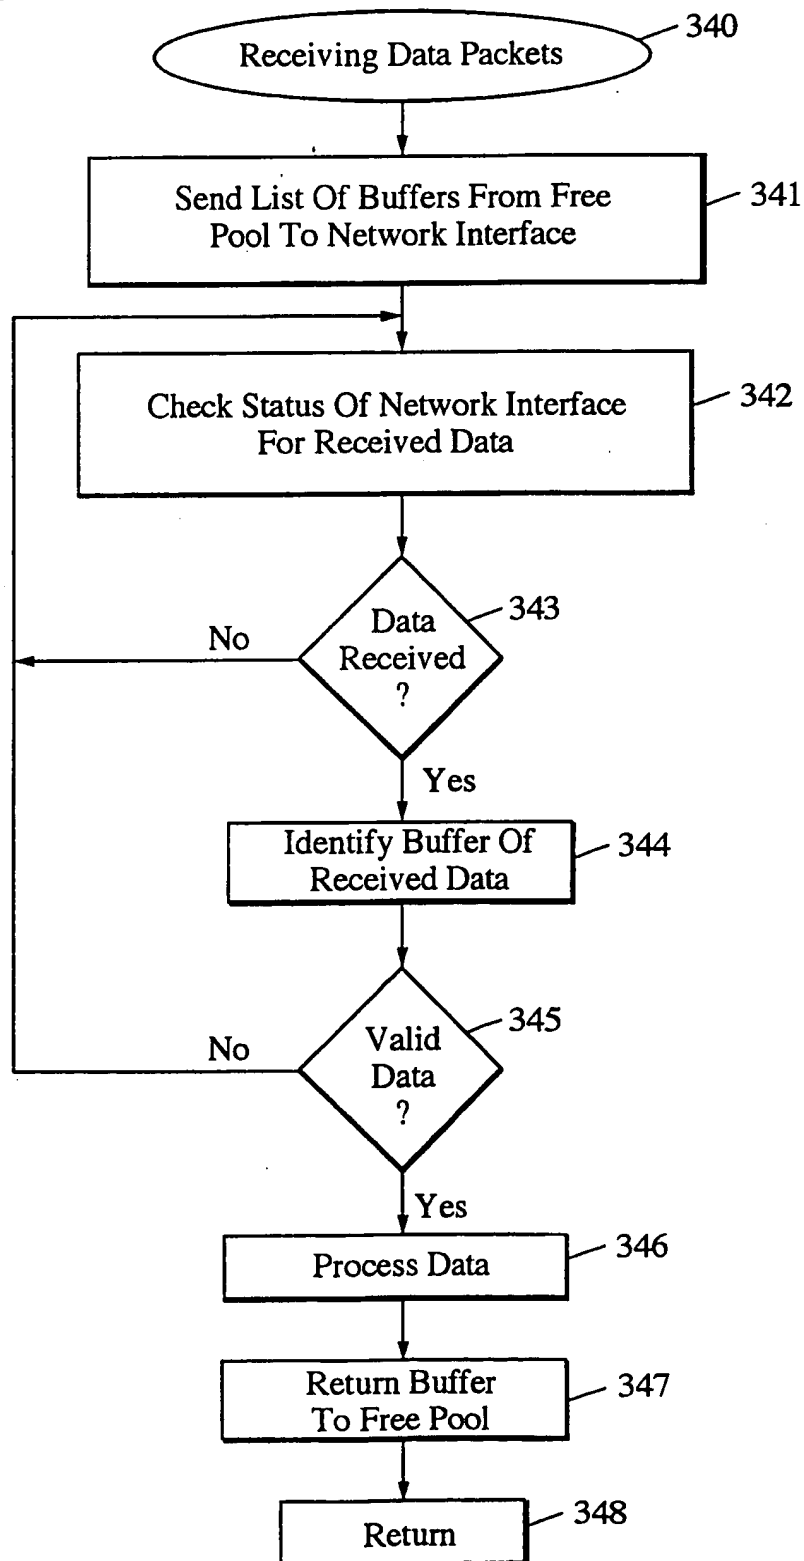 340
Receiving Data Packets
Send List Of Buffers From Free
Pool To Network Interface
341
Check Status Of Network Interface
For Received Data
342
343
Data
Received
?
No
Yes
Identify Buffer Of
Received Data
344
345
Valid
Data
?
No
Yes
Process Data
346
Return Buffer
To Free Pool
347
Return
348